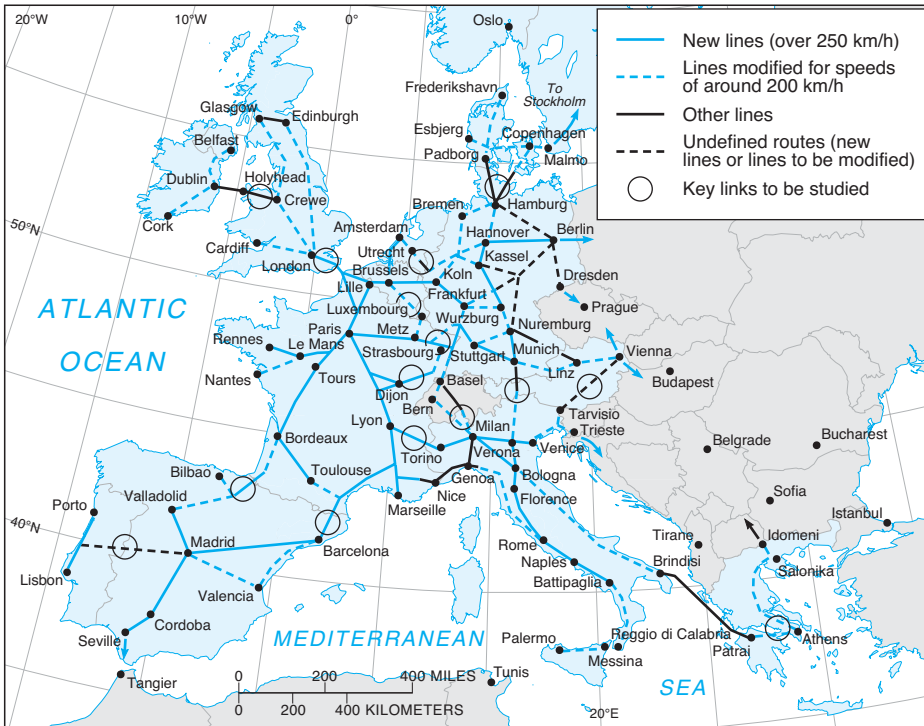 20°W
10°W
0°
Oslo
New lines (over 250 km/h)
Lines modified for speeds
of around 200 km/h
Other lines
Undefined routes (new
lines or lines to be modified)
Key links to be studied
To
Stockholm
Frederikshavn
Glasgow
Edinburgh
Esbjerg
Copenhagen
Belfast
Padborg
Malmo
Dublin
Holyhead
Crewe
Bremen
Hamburg
Cork
50°N
Amsterdam
Hannover
Berlin
Cardiff
Utrecht
Kassel
London
Brussels
Koln
Dresden
Lille
Frankfurt
Luxembourg
Prague
ATLANTIC
OCEAN
Wurzburg
Nuremburg
Paris
Metz
Rennes
Le Mans
Strasbourg
Stuttgart
Munich
Vienna
Nantes
Tours
Dijon
Basel
Linz
Budapest
Bern
Tarvisio
Lyon
Milan
Trieste
Bordeaux
Torino
Verona
Venice
Belgrade
Bucharest
Bilbao
Toulouse
Genoa
Bologna
Porto
Valladolid
Nice
Florence
Sofia
Marseille
Istanbul
40°N
Madrid
Barcelona
Rome
Tirane
Idomeni
Lisbon
Naples
Brindisi
Salonika
Valencia
Battipaglia
Cordoba
Seville
MEDITERRANEAN
Palermo
Reggio di Calabria
Athens
Messina
Patrai
Tangier
0
200
400 MILES
Tunis
SEA
0
200
400 KILOMETERS
20°E